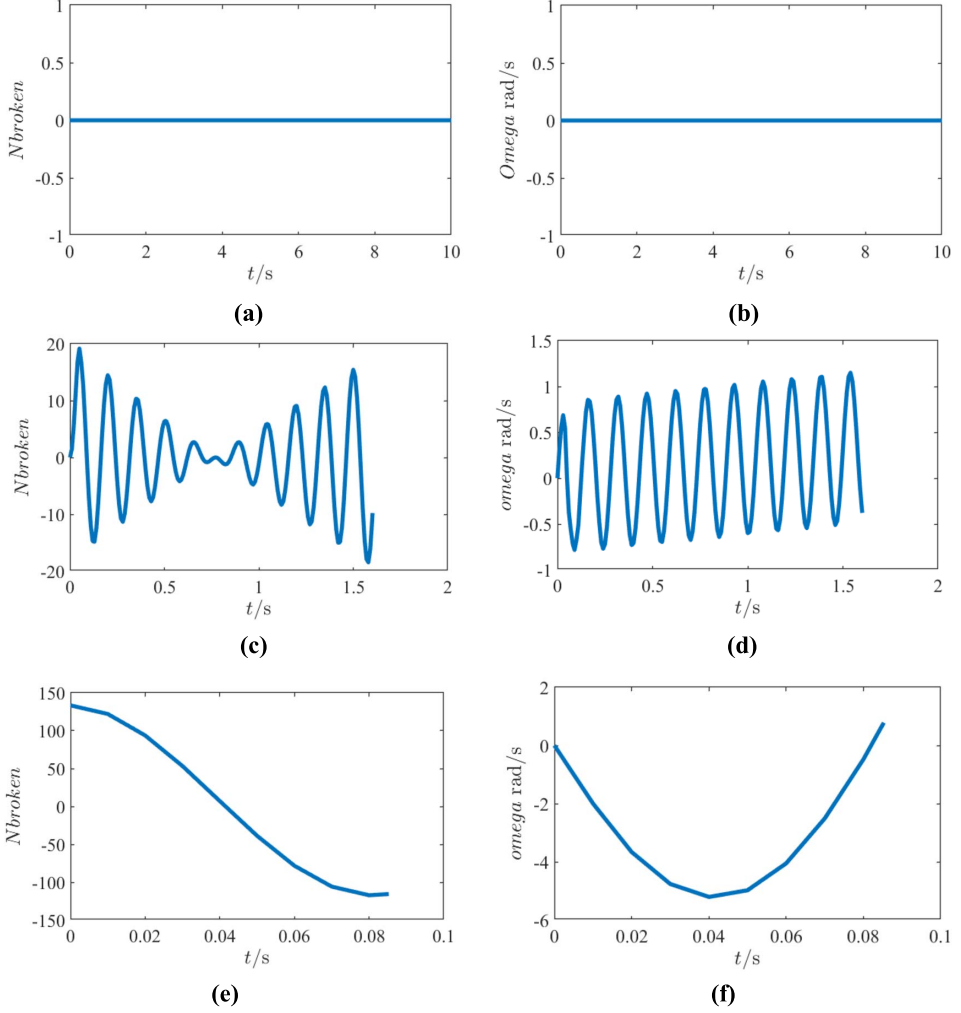 1
0.5
0
-0.5
-1
Nbroken
0 2 4 6 8 10
t/s
(a)
1
0.5
0
-0.5
-1
Omega rad/s
0 2 4 6 8 10
t/s
(b)
20
10
0
-10
-20
Nbroken
0 0.5 1 1.5 2
t/s
(c)
1.5
1
0.5
0
-0.5
-1
omega rad/s
0 0.5 1 1.5 2
t/s
(d)
150
100
50
0
-50
-100
-150
Nbroken
0 0.02 0.04 0.06 0.08 0.1
t/s
(e)
2
0
-2
-4
-6
omega rad/s
0 0.02 0.04 0.06 0.08 0.1
t/s
(f)